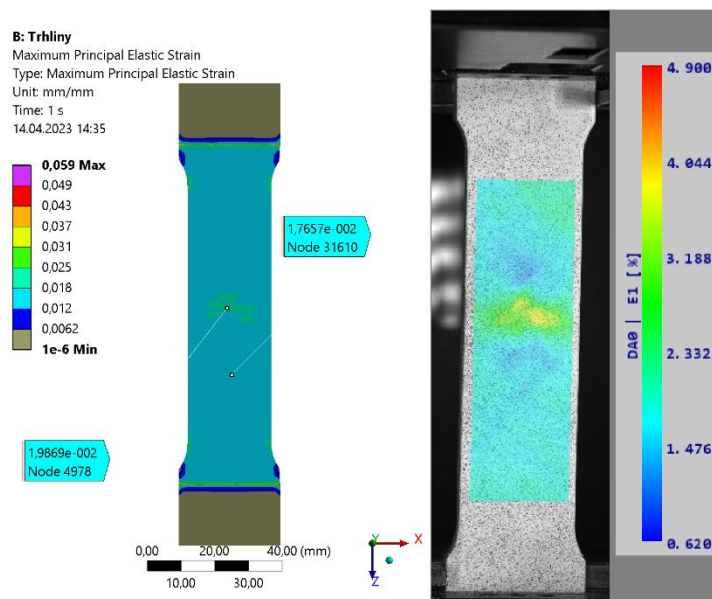 B: Trhliny
Maximum Principal Elastic Strain
Type: Maximum Principal Elastic Strain
Unit: mm/mm
Time: 1 s
14.04.2023 14:35
0,059 Max
0,049
0,043
0,037
0,031
0,025
0,018
0,012
0,0062
1e-6 Min
1,7657e-002
Node 31610
1,9869e-002
Node 4978
0,00
20,00
40,00 (mm)
10,00
30,00
Y
X
Z
4.900
4.044
3.188
2.332
1.476
0.620
DA0 | E1 [%]